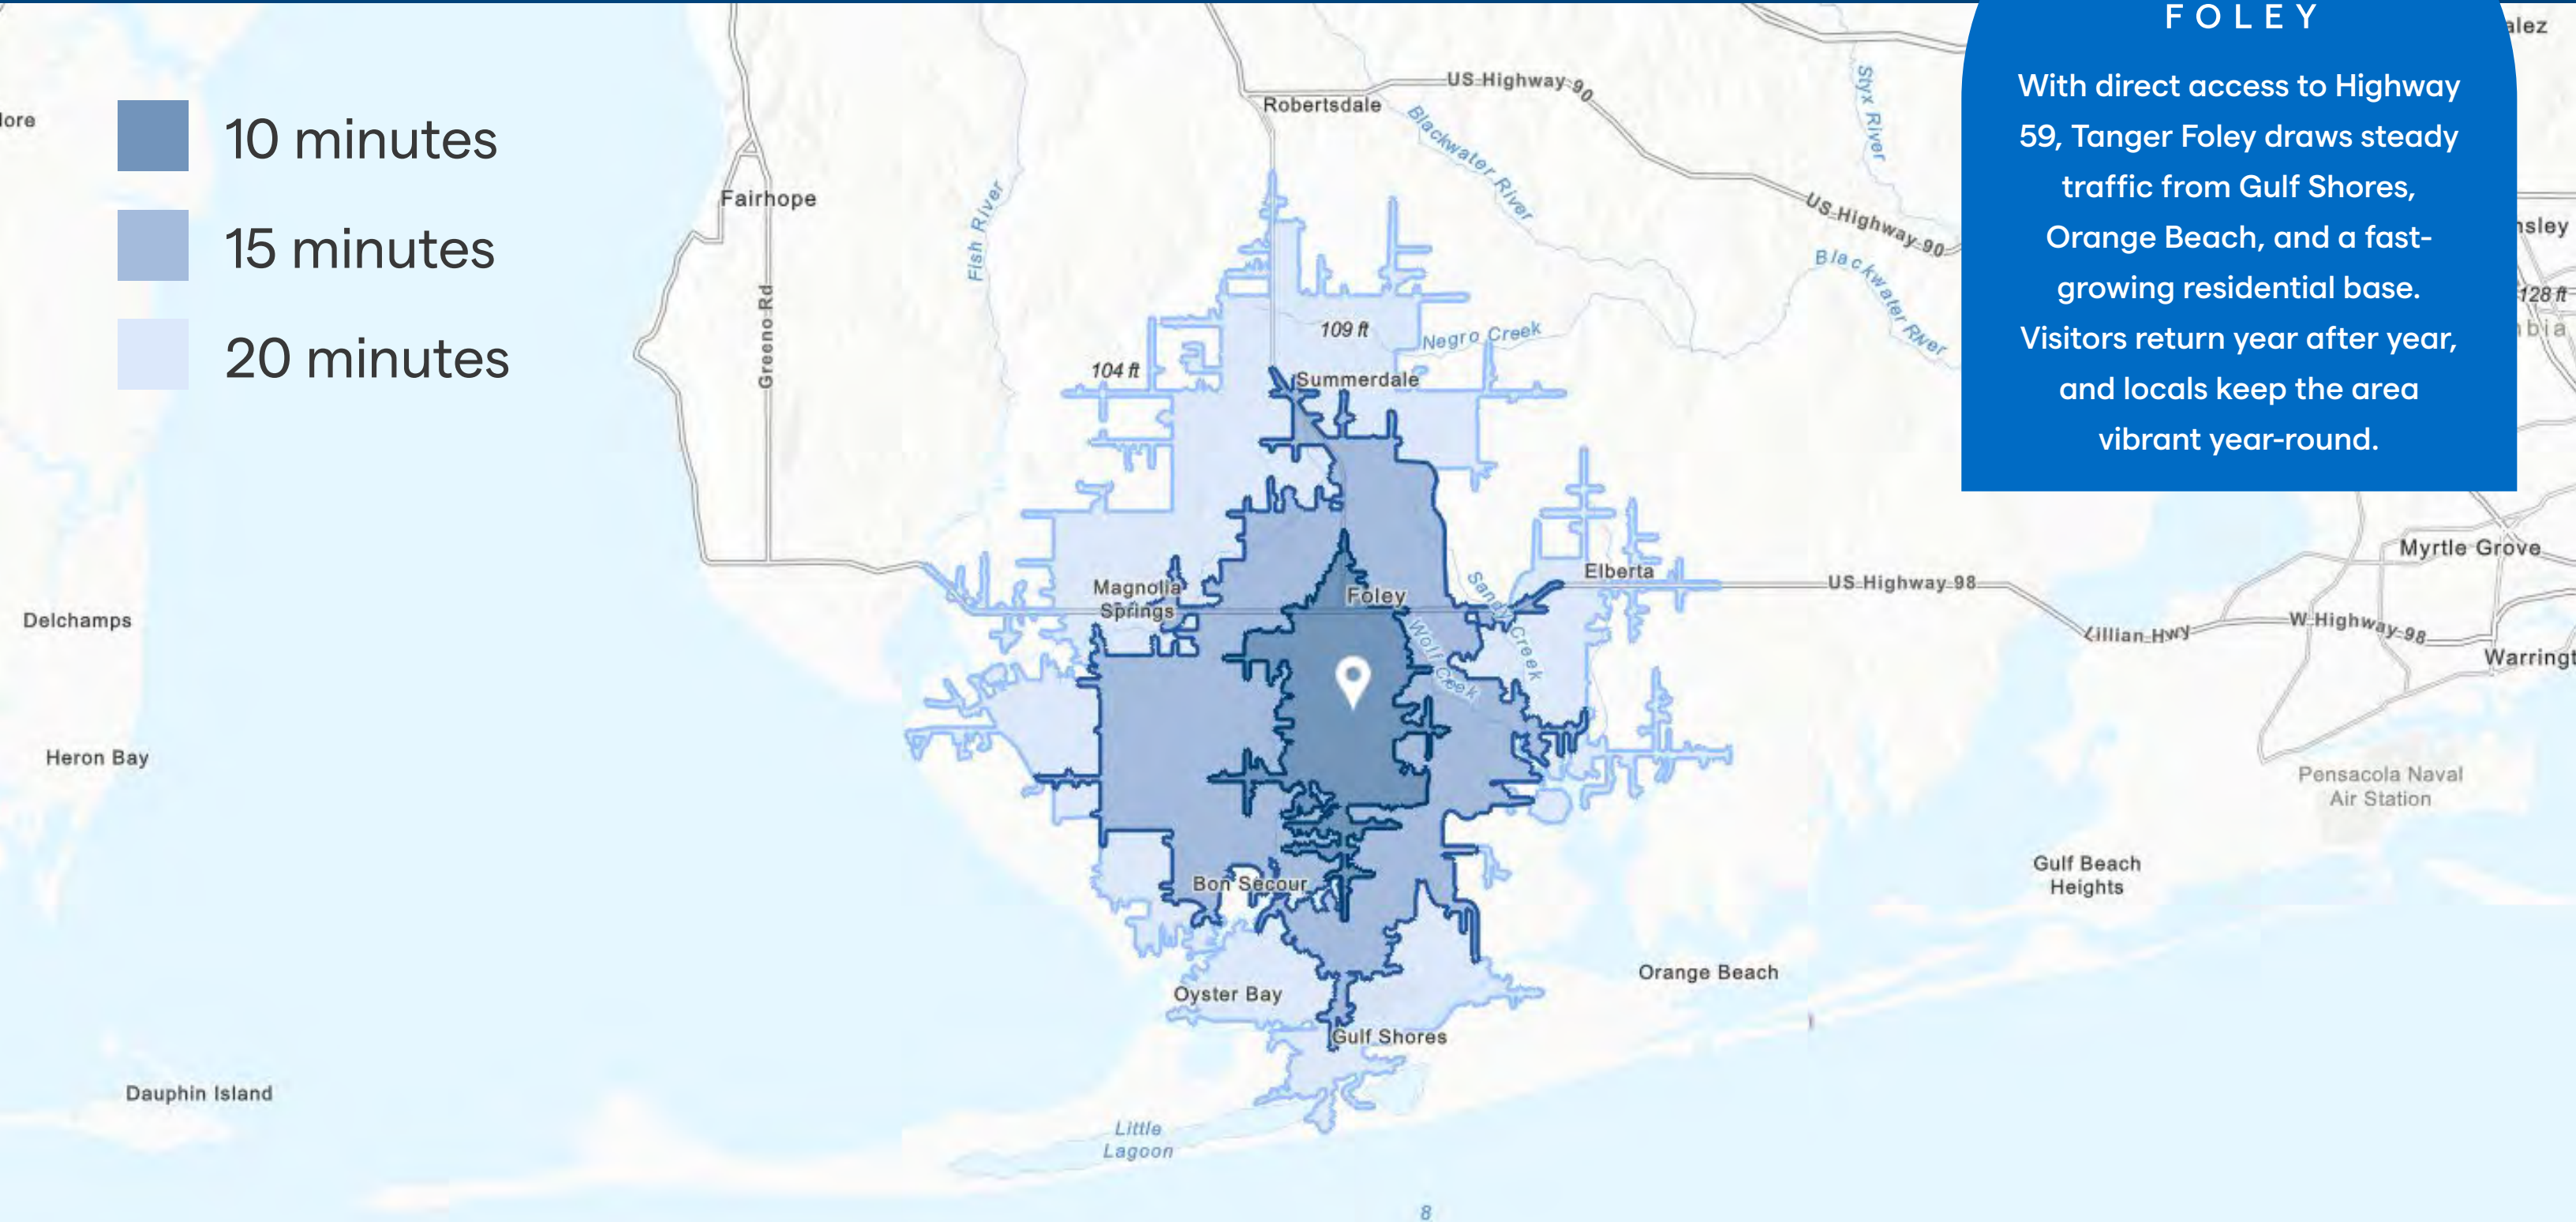 FOLEY
With direct access to Highway
59, Tanger Foley draws steady
traffic from Gulf Shores,
Orange Beach, and a fast-
growing residential base.
Visitors return year after year,
and locals keep the area
vibrant year-round.
10 minutes
15 minutes
20 minutes
US Highway 90
Robertsdale
Blackwater River
Styx River
Fairhope
Fish River
US Highway 90
Blackwater River
Greeno Rd
128 ft
109 ft
Negro Creek
104 ft
Summerdale
Myrtle Grove
Elberta
US Highway 98
Magnolia
Springs
Foley
Sandy Creek
Wolf Creek
Delchamps
Lillian Hwy
W Highway 98
Heron Bay
Pensacola Naval
Air Station
Gulf Beach
Heights
Bon Secour
Orange Beach
Oyster Bay
Gulf Shores
Dauphin Island
Little
Lagoon
8